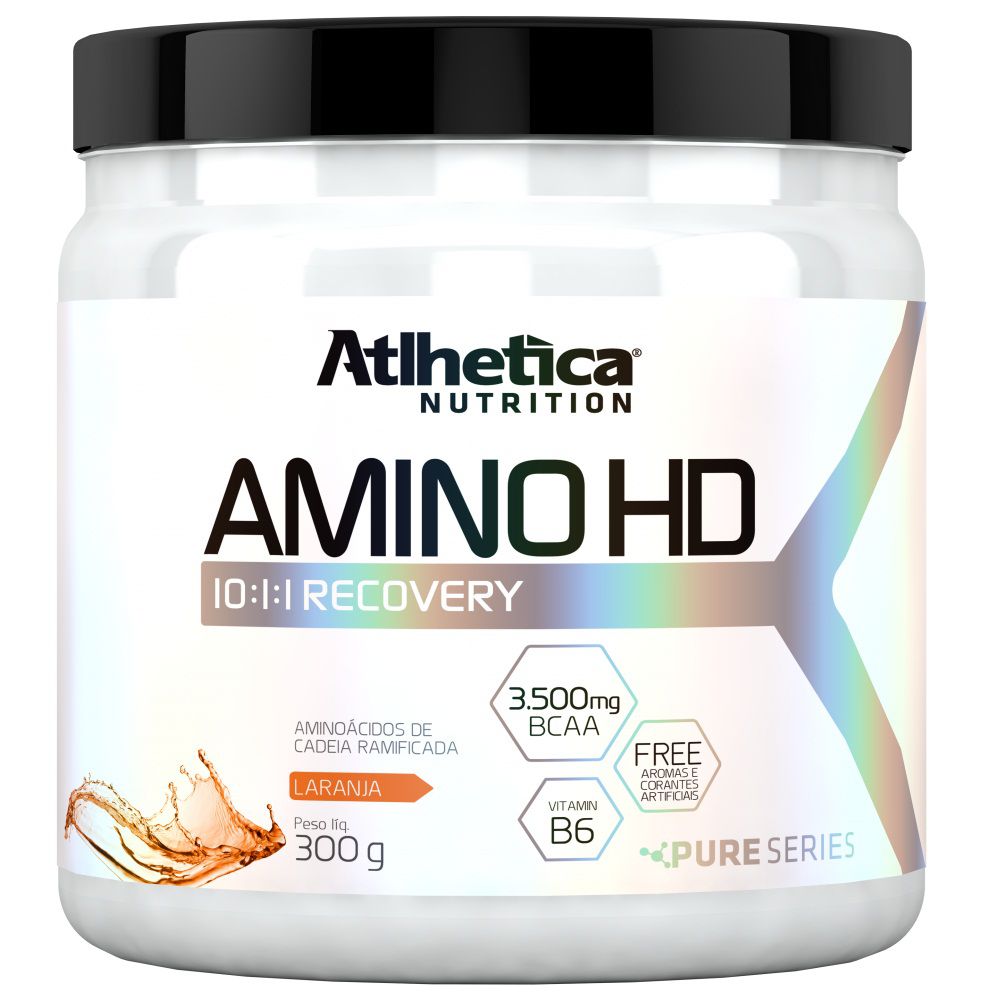 Atlhetica®
NUTRITION
AMINO HD
10:1:1 RECOVERY
3.500mg
BCAA
AMINOÁCIDOS DE
CADEIA RAMIFICADA
FREE
AROMAS E
CORANTES
ARTIFICIAIS
LARANJA
VITAMIN
B6
Peso líq.
300 g
PURE SERIES